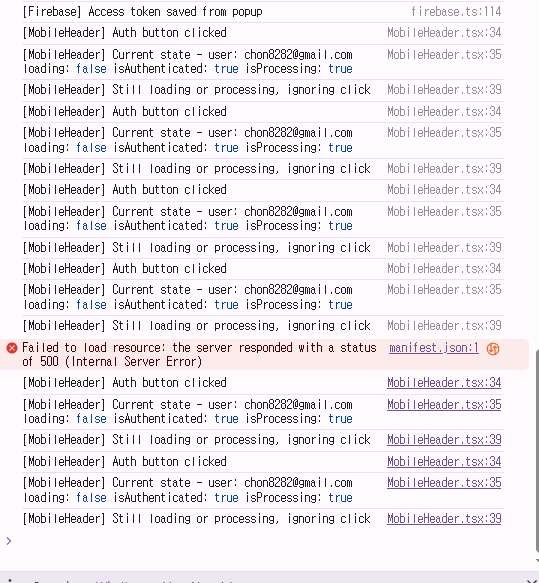 [Firebase] Access token saved from popup firebase.ts:114
[MobileHeader] Auth button clicked MobileHeader.tsx:34
[MobileHeader] Current state - user: chon8282@gmail.com MobileHeader.tsx:35
loading: false isAuthenticated: true isProcessing: true
[MobileHeader] Still loading or processing, ignoring click MobileHeader.tsx:39
[MobileHeader] Auth button clicked MobileHeader.tsx:34
[MobileHeader] Current state - user: chon8282@gmail.com MobileHeader.tsx:35
loading: false isAuthenticated: true isProcessing: true
[MobileHeader] Still loading or processing, ignoring click MobileHeader.tsx:39
[MobileHeader] Auth button clicked MobileHeader.tsx:34
[MobileHeader] Current state - user: chon8282@gmail.com MobileHeader.tsx:35
loading: false isAuthenticated: true isProcessing: true
[MobileHeader] Still loading or processing, ignoring click MobileHeader.tsx:39
[MobileHeader] Auth button clicked MobileHeader.tsx:34
[MobileHeader] Current state - user: chon8282@gmail.com MobileHeader.tsx:35
loading: false isAuthenticated: true isProcessing: true
[MobileHeader] Still loading or processing, ignoring click MobileHeader.tsx:39
Failed to load resource: the server responded with a status manifest.json:1
of 500 (Internal Server Error)
[MobileHeader] Auth button clicked MobileHeader.tsx:34
[MobileHeader] Current state - user: chon8282@gmail.com MobileHeader.tsx:35
loading: false isAuthenticated: true isProcessing: true
[MobileHeader] Still loading or processing, ignoring click MobileHeader.tsx:39
[MobileHeader] Auth button clicked MobileHeader.tsx:34
[MobileHeader] Current state - user: chon8282@gmail.com MobileHeader.tsx:35
loading: false isAuthenticated: true isProcessing: true
[MobileHeader] Still loading or processing, ignoring click MobileHeader.tsx:39